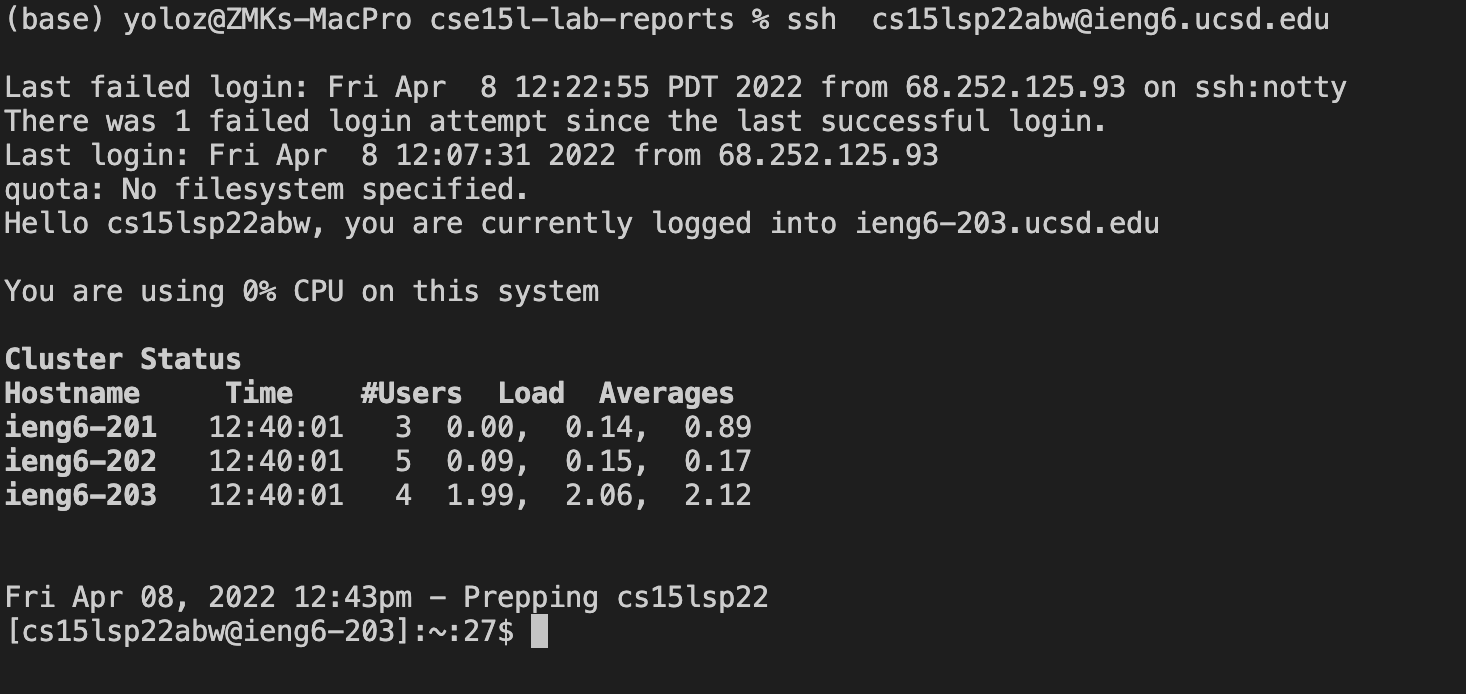 (base) yoloz@ZMKs-MacPro cse15l-lab-reports % ssh  cs15lsp22abw@ieng6.ucsd.edu
Last failed login: Fri Apr  8 12:22:55 PDT 2022 from 68.252.125.93 on ssh:notty
There was 1 failed login attempt since the last successful login.
Last login: Fri Apr  8 12:07:31 2022 from 68.252.125.93
quota: No filesystem specified.
Hello cs15lsp22abw, you are currently logged into ieng6-203.ucsd.edu
You are using 0% CPU on this system
Cluster Status
Hostname     Time    #Users  Load  Averages
ieng6-201   12:40:01   3  0.00,  0.14,  0.89
ieng6-202   12:40:01   5  0.09,  0.15,  0.17
ieng6-203   12:40:01   4  1.99,  2.06,  2.12
Fri Apr 08, 2022 12:43pm - Prepping cs15lsp22
[cs15lsp22abw@ieng6-203]:~:27$